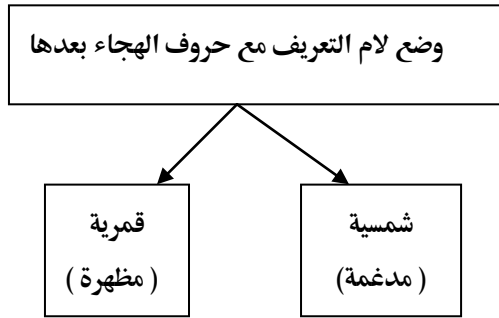 وضع لام التعريف مع حروف الهجاء بعدها
شمسية
(مدغمة)
قمرية
( مظهرة )